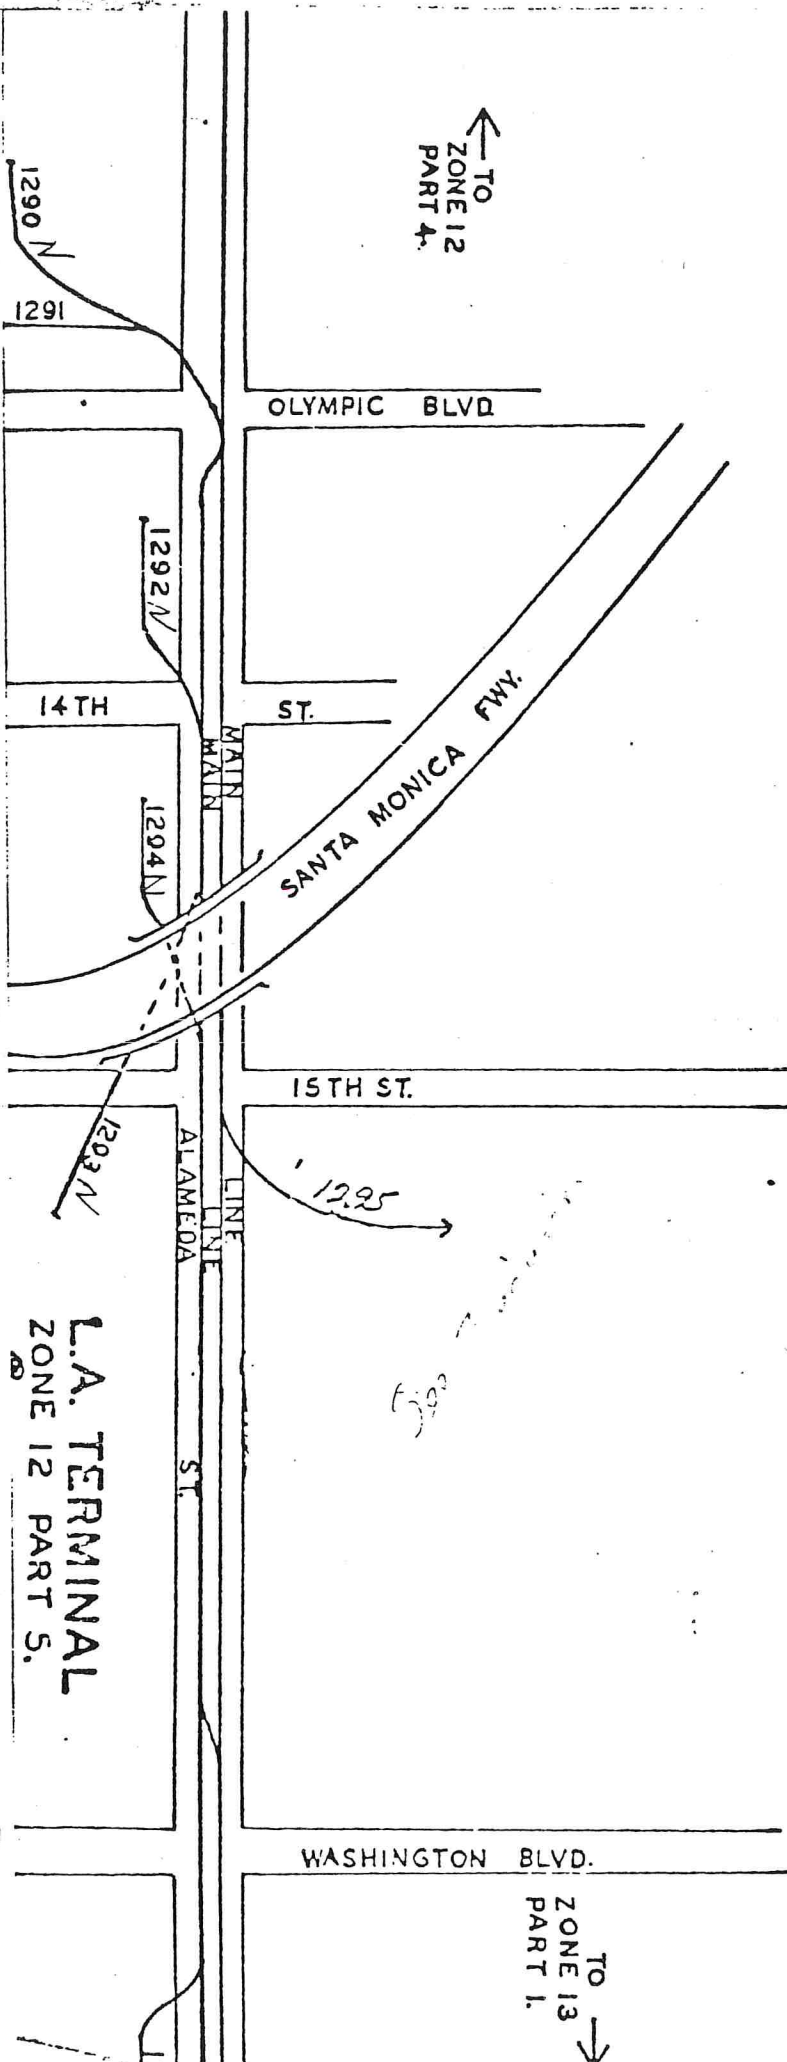 TO
ZONE 12
PART 4.
1290 N
1291
OLYMPIC BLVD
1292 N
14TH ST.
MAIN LINE
MAIN LINE
SANTA MONICA FWY.
1294 N
15TH ST.
1293 N
1295
ALAMEDA ST.
L.A. TERMINAL
ZONE 12 PART 5.
WASHINGTON BLVD.
TO
ZONE 13
PART 1.